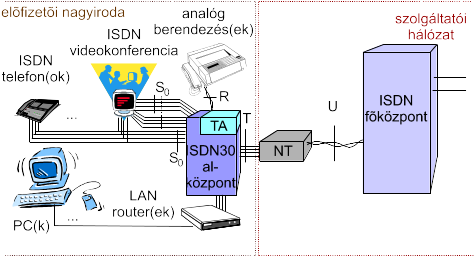 előfizetői nagyiroda
analóg
berendezés(ek)
szolgáltatói
hálózat
ISDN
videokonferencia
ISDN
telefon(ok)
...
S0
R
U
ISDN
főközpont
TA
T
S0
ISDN30
al-
központ
NT
LAN
router(ek)
PC(k)
...